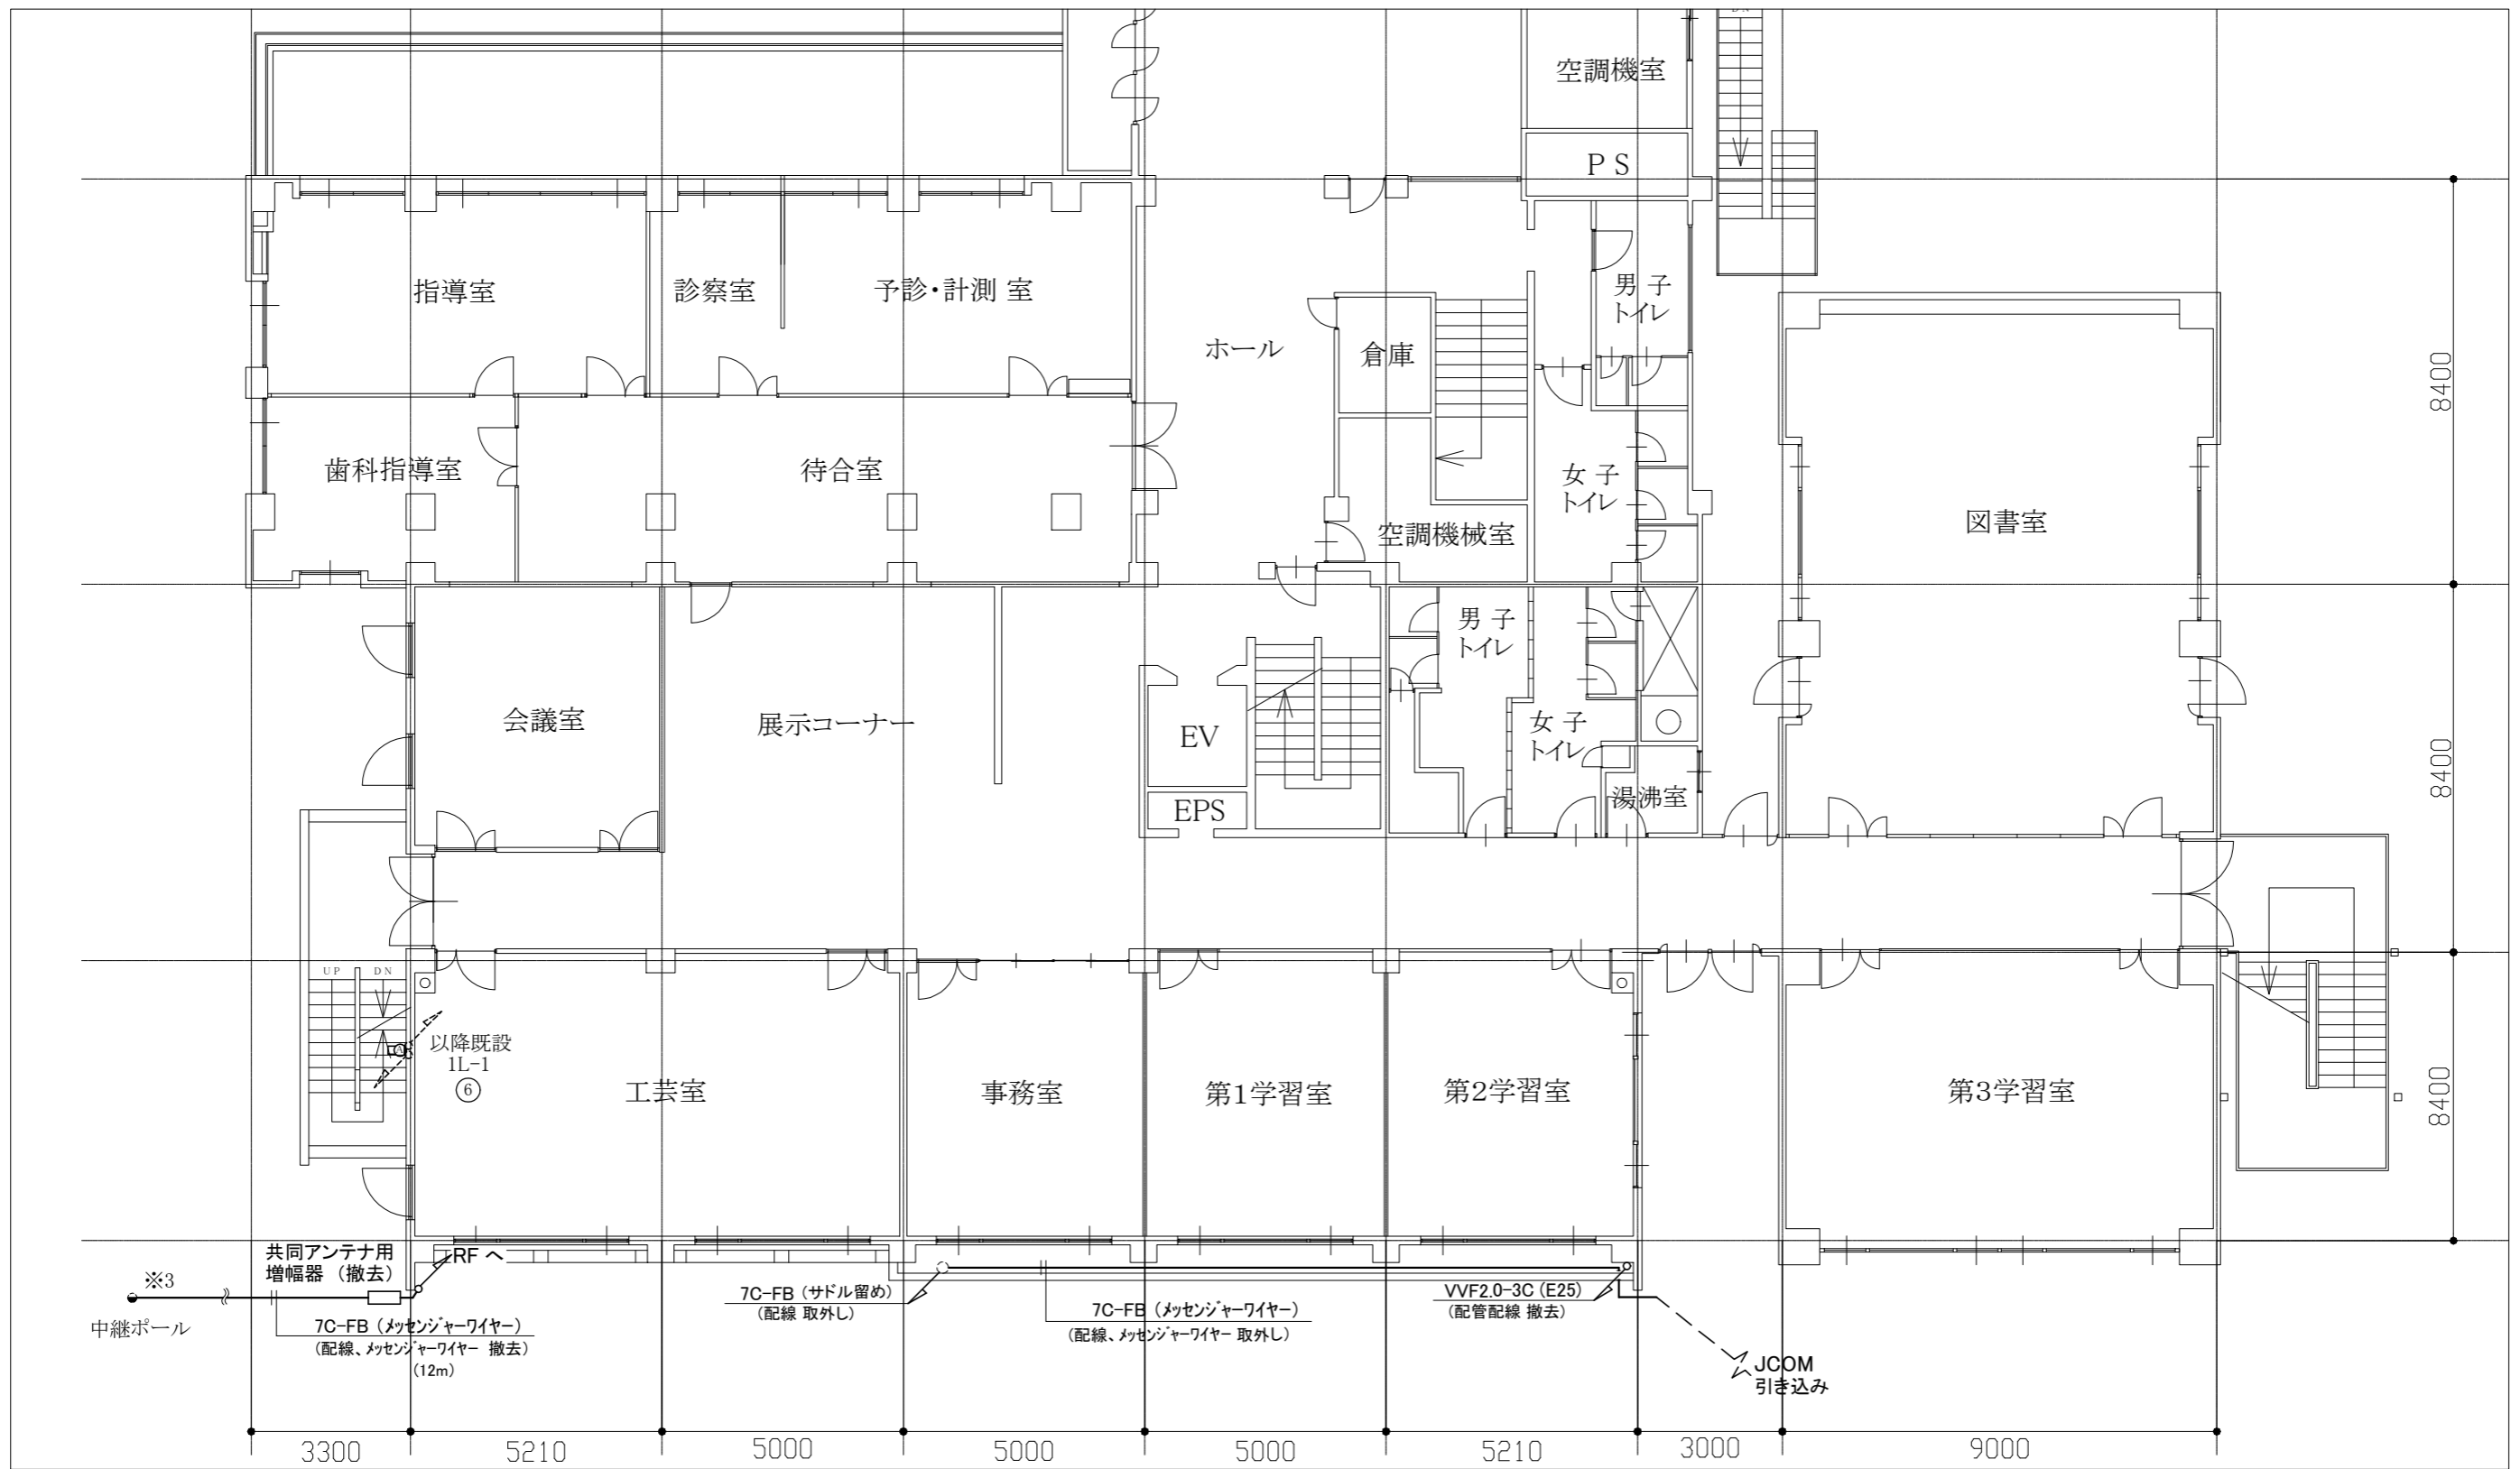 DN
空調機室
P S
指導室
診察室
予診・計測 室
男 子
トイレ
ホール
倉庫
8400
歯科指導室
待合室
女 子
トイレ
空調機械室
図書室
男 子
トイレ
会議室
展示コーナー
EV
女 子
トイレ
8400
EPS
湯沸室
UP
DN
以降既設
1L-1
6
工芸室
事務室
第1学習室
第2学習室
第3学習室
8400
共同アンテナ用
増幅器 （撤去）
RF へ
※3
中継ポール
7C-FB （メッセンジャーワイヤー）
（配線、メッセンジャーワイヤー 撤去）
（12m）
7C-FB （サドル留め）
（配線 取外し）
7C-FB （メッセンジャーワイヤー）
（配線、メッセンジャーワイヤー 取外し）
VVF2.0-3C （E25）
（配管配線 撤去）
JCOM
引き込み
3300
5210
5000
5000
5000
5210
3000
9000